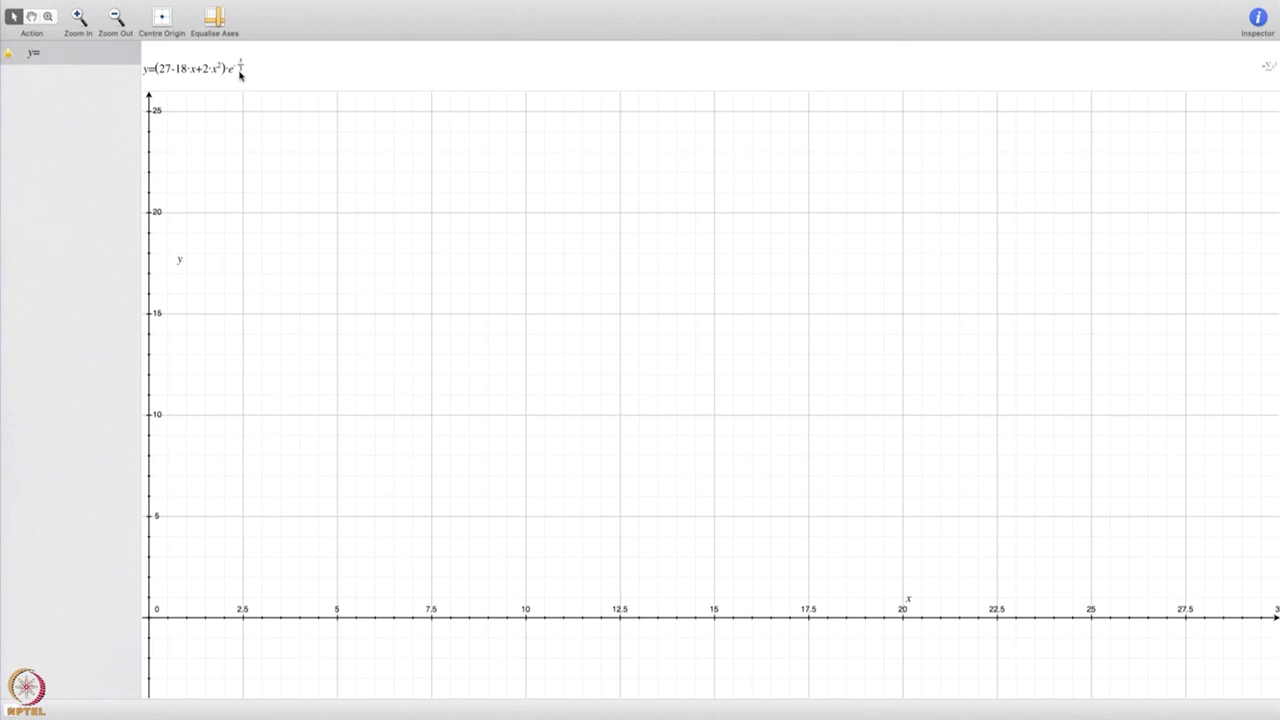 Action
Zoom In
Zoom Out
Centre Origin
Equalise Axes
Inspector
y=
y=(27-18·x+2·x²)·e^-x/3
25
20
y
15
10
5
0 2.5 5 7.5 10 12.5 15 17.5 20 22.5 25 27.5 3
x
NPTEL